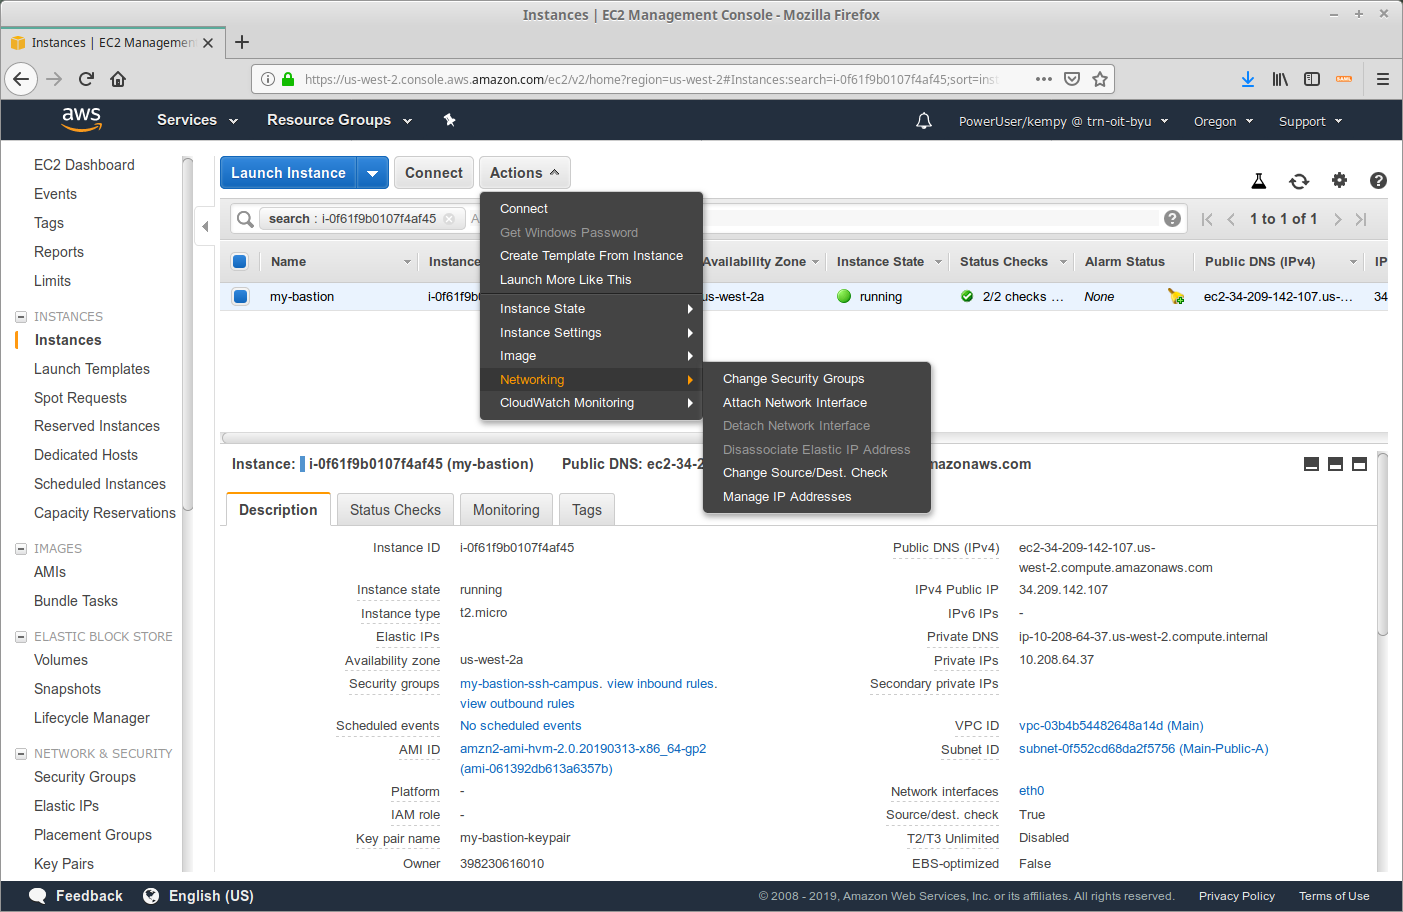 Instances | EC2 Management Console - Mozilla Firefox
Instances | EC2 Managemen
https://us-west-2.console.aws.amazon.com/ec2/v2/home?region=us-west-2#Instances:search=i-0f61f9b0107f4af45;sort=inst
aws Services Resource Groups PowerUser/kempy @ trn-oit-byu Oregon Support
EC2 Dashboard
Events
Tags
Reports
Limits
INSTANCES
Instances
Launch Templates
Spot Requests
Reserved Instances
Dedicated Hosts
Scheduled Instances
Capacity Reservations
IMAGES
AMIs
Bundle Tasks
ELASTIC BLOCK STORE
Volumes
Snapshots
Lifecycle Manager
NETWORK & SECURITY
Security Groups
Elastic IPs
Placement Groups
Key Pairs
Launch Instance Connect Actions
search : i-0f61f9b0107f4af45 A 1 to 1 of 1
Name Instance Availability Zone Instance State Status Checks Alarm Status Public DNS (IPv4) IP
my-bastion i-0f61f9b us-west-2a running 2/2 checks ... None ec2-34-209-142-107.us-... 34
Connect
Get Windows Password
Create Template From Instance
Launch More Like This
Instance State
Instance Settings
Image
Networking
CloudWatch Monitoring
Change Security Groups
Attach Network Interface
Detach Network Interface
Disassociate Elastic IP Address
Change Source/Dest. Check
Manage IP Addresses
Instance: i-0f61f9b0107f4af45 (my-bastion) Public DNS: ec2-34-2 mazonaws.com
Description Status Checks Monitoring Tags
Instance ID i-0f61f9b0107f4af45
Instance state running
Instance type t2.micro
Elastic IPs
Availability zone us-west-2a
Security groups my-bastion-ssh-campus. view inbound rules.
view outbound rules
Scheduled events No scheduled events
AMI ID amzn2-ami-hvm-2.0.20190313-x86_64-gp2
(ami-061392db613a6357b)
Platform -
IAM role -
Key pair name my-bastion-keypair
Owner 398230616010
Public DNS (IPv4) ec2-34-209-142-107.us-
west-2.compute.amazonaws.com
IPv4 Public IP 34.209.142.107
IPv6 IPs -
Private DNS ip-10-208-64-37.us-west-2.compute.internal
Private IPs 10.208.64.37
Secondary private IPs
VPC ID vpc-03b4b54482648a14d (Main)
Subnet ID subnet-0f552cd68da2f5756 (Main-Public-A)
Network interfaces eth0
Source/dest. check True
T2/T3 Unlimited Disabled
EBS-optimized False
Feedback English (US) © 2008 - 2019, Amazon Web Services, Inc. or its affiliates. All rights reserved. Privacy Policy Terms of Use